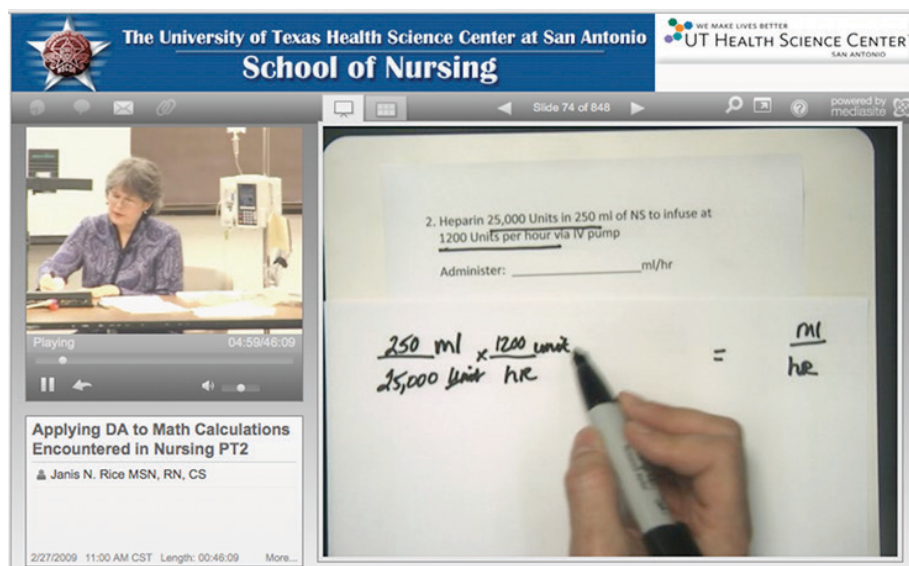 The University of Texas Health Science Center at San Antonio
School of Nursing
WE MAKE LIVES BETTER
UT HEALTH SCIENCE CENTER
SAN ANTONIO
Slide 74 of 848
powered by
mediasite
2. Heparin 25,000 Units in 250 ml of NS to infuse at
1200 Units per hour via IV pump
Administer: ____________________ml/hr
250 ml × 1200 unit = ml
25,000 Unit hr hr
Playing 04:59/46:09
Applying DA to Math Calculations
Encountered in Nursing PT2
Janis N. Rice MSN, RN, CS
2/27/2009 11:00 AM CST Length: 00:46:09 More...